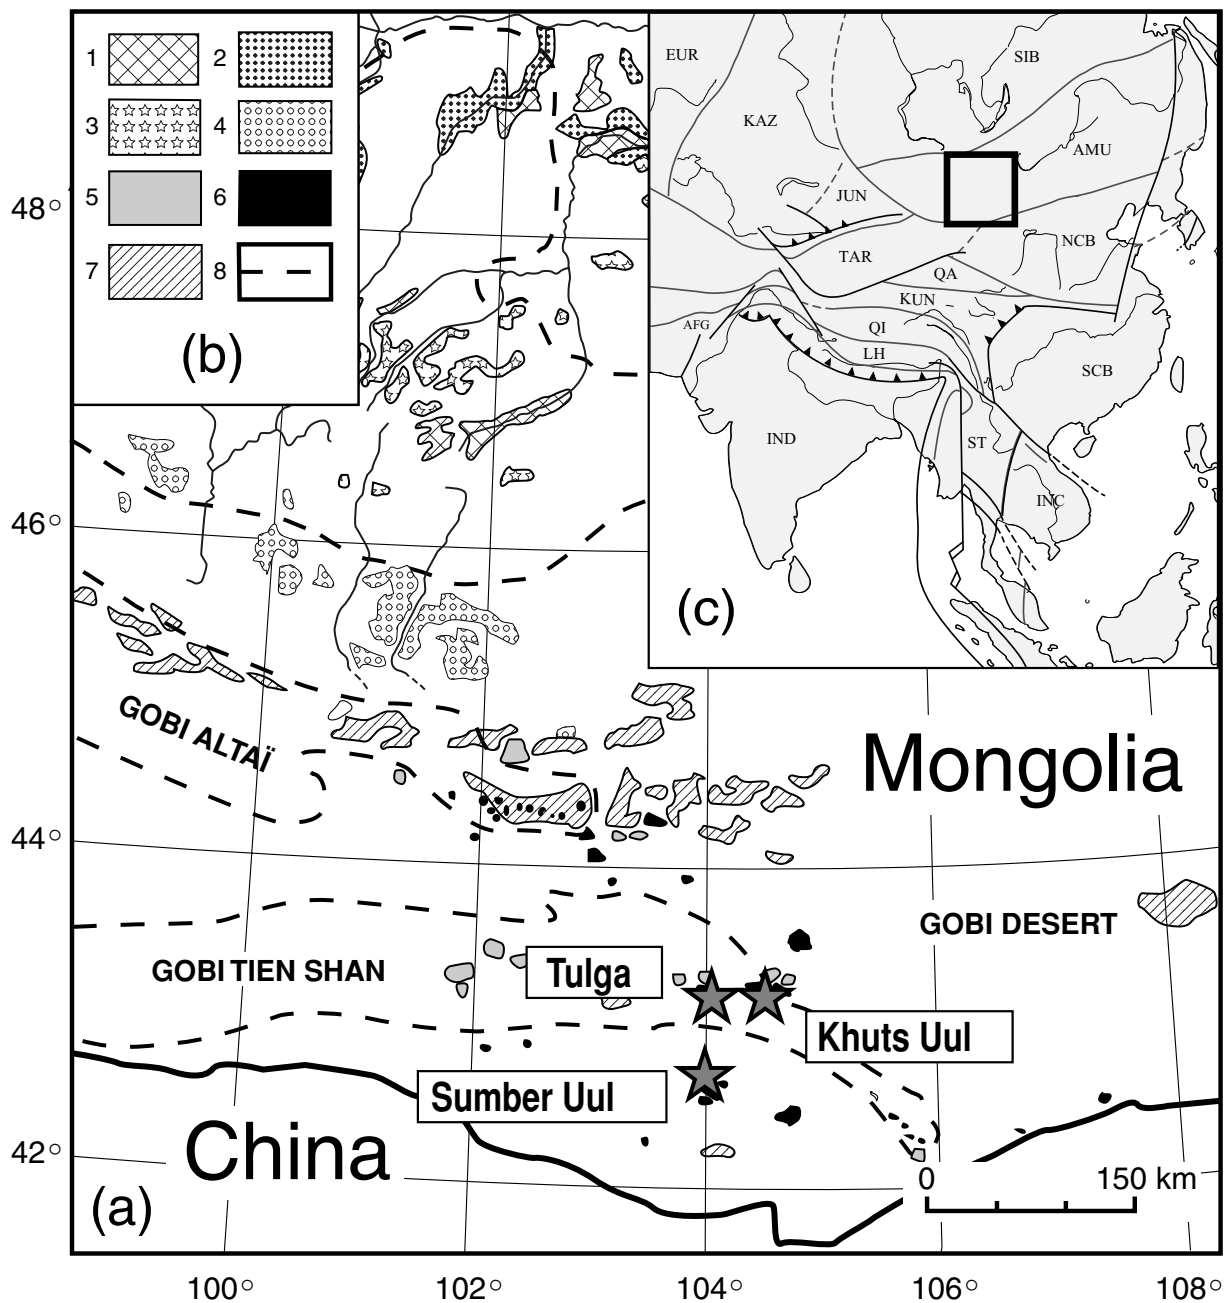 1
2
3
4
5
6
7
8
(b)
EUR
SIB
KAZ
AMU
JUN
TAR
NCB
QA
KUN
AFG
QI
LH
SCB
IND
ST
INC
(c)
48°
46°
44°
42°
GOBI ALTAÏ
Mongolia
GOBI DESERT
GOBI TIEN SHAN
Tulga
Khuts Uul
Sumber Uul
China
(a)
0 150 km
100° 102° 104° 106° 108°